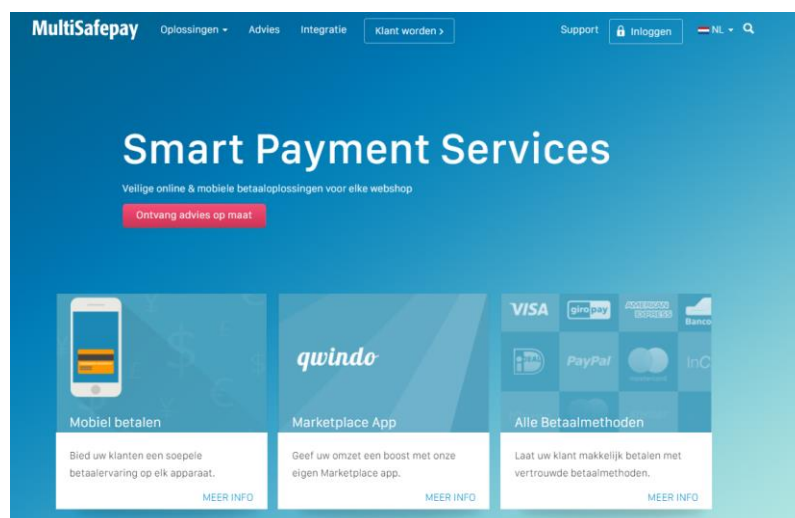 MultiSafepay Oplossingen Advies Integratie Klant worden > Support Inloggen NL
Smart Payment Services
Veilige online & mobiele betaaloplossingen voor elke webshop
Ontvang advies op maat
VISA giropay AMERICAN EXPRESS Banco
qwindo
iD PayPal mastercard InC
Mobiel betalen
Marketplace App
Alle Betaalmethoden
Bied uw klanten een soepele
betaalervaring op elk apparaat.
MEER INFO
Geef uw omzet een boost met onze
eigen Marketplace app.
MEER INFO
Laat uw klant makkelijk betalen met
vertrouwde betaalmethoden.
MEER INFO